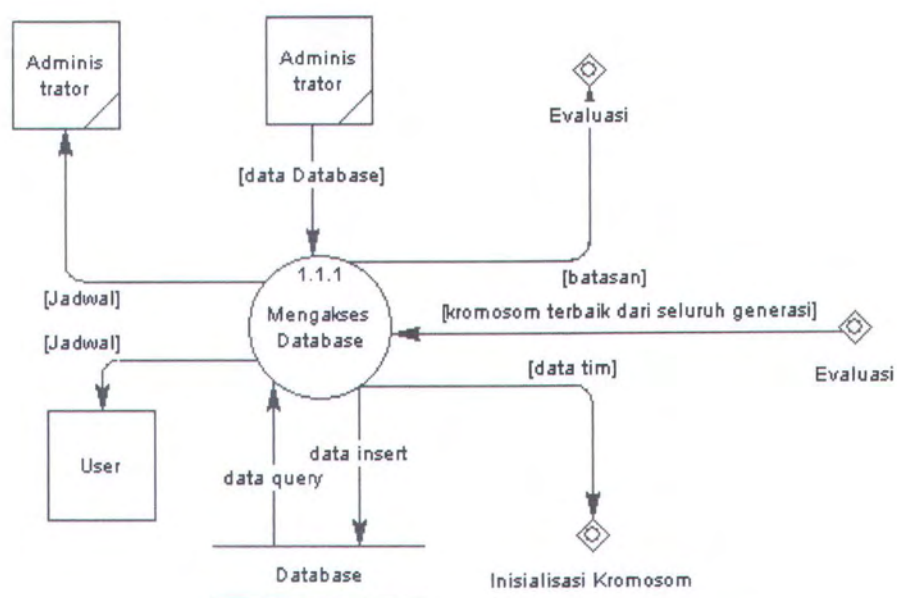 Adminis
trator
Adminis
trator
Evaluasi
[data Database]
[batasan]
1.1.1
Mengakses
Database
[Jadwal]
[kromosom terbaik dari seluruh generasi]
[Jadwal]
Evaluasi
[data tim]
User
data insert
data query
Database
Inisialisasi Kromosom